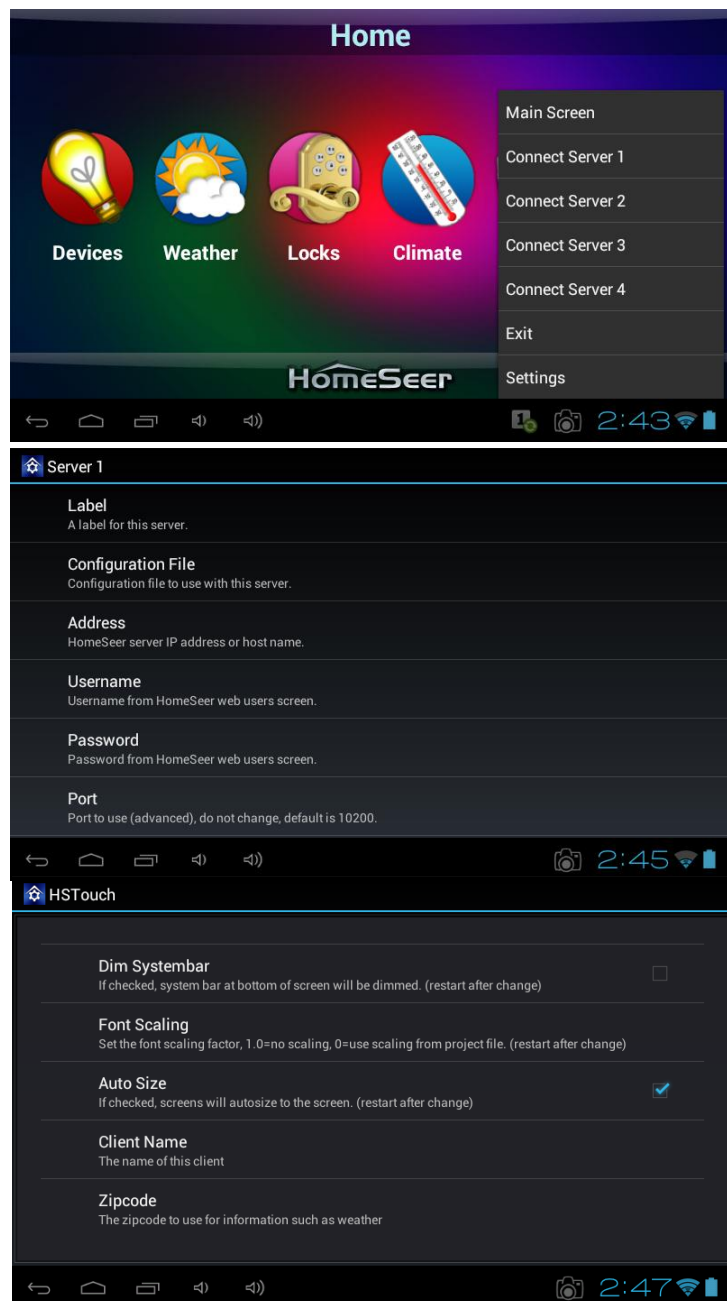 Home
Main Screen
Connect Server 1
Connect Server 2
Connect Server 3
Connect Server 4
Exit
Settings
Devices
Weather
Locks
Climate
HomeSeer
2:43
Server 1
Label
A label for this server.
Configuration File
Configuration file to use with this server.
Address
HomeSeer server IP address or host name.
Username
Username from HomeSeer web users screen.
Password
Password from HomeSeer web users screen.
Port
Port to use (advanced), do not change, default is 10200.
2:45
HSTouch
Dim Systembar
If checked, system bar at bottom of screen will be dimmed. (restart after change)
Font Scaling
Set the font scaling factor, 1.0=no scaling, 0=use scaling from project file. (restart after change)
Auto Size
If checked, screens will autosize to the screen. (restart after change)
Client Name
The name of this client
Zipcode
The zipcode to use for information such as weather
2:47